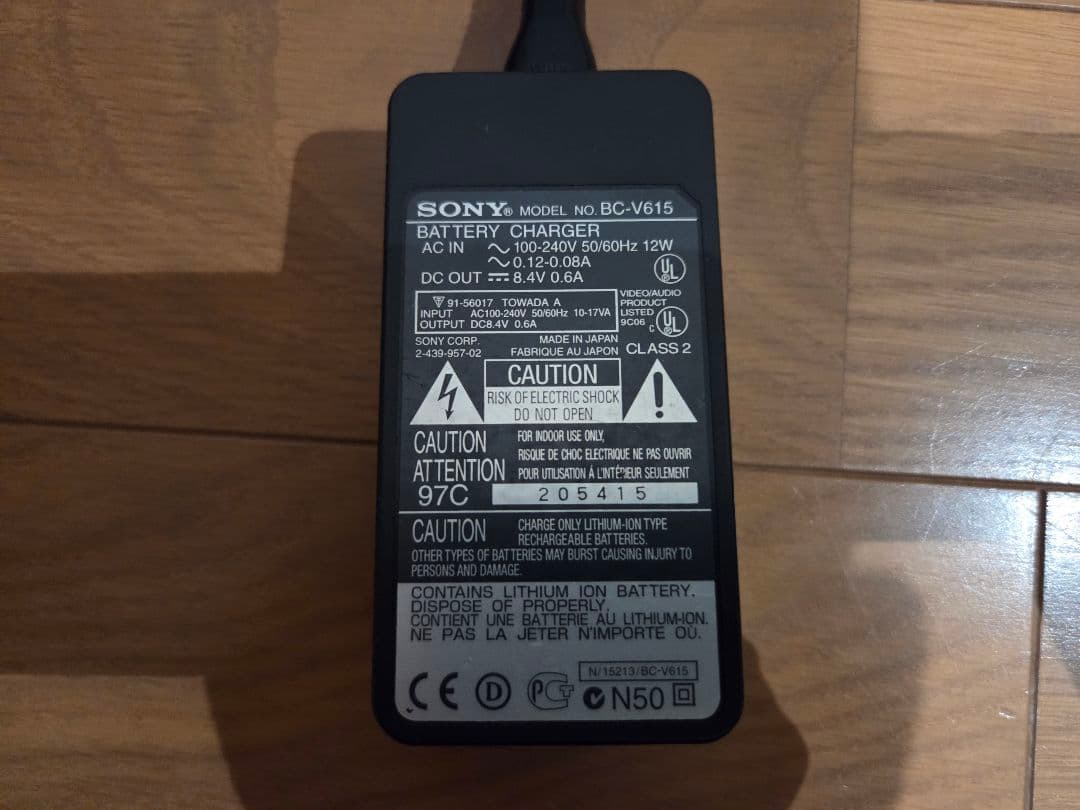 SONY® MODEL NO. BC-V615
BATTERY CHARGER
AC IN ～ 100-240V 50/60Hz 12W
～ 0.12-0.08A
DC OUT ⎓ 8.4V 0.6A
UL
91-56017 TOWADA A
INPUT AC100-240V 50/60Hz 10-17VA
OUTPUT DC8.4V 0.6A
VIDEO/AUDIO
PRODUCT
LISTED
9C06 C UL
SONY CORP. MADE IN JAPAN
2-439-957-02 FABRIQUE AU JAPON CLASS 2
CAUTION
RISK OF ELECTRIC SHOCK
DO NOT OPEN
CAUTION FOR INDOOR USE ONLY,
RISQUE DE CHOC ELECTRIQUE NE PAS OUVRIR
ATTENTION POUR UTILISATION À L'INTÉRIEUR SEULEMENT
97C 205415
CAUTION CHARGE ONLY LITHIUM-ION TYPE
RECHARGEABLE BATTERIES.
OTHER TYPES OF BATTERIES MAY BURST CAUSING INJURY TO
PERSONS AND DAMAGE.
CONTAINS LITHIUM ION BATTERY.
DISPOSE OF PROPERLY.
CONTIENT UNE BATTERIE AU LITHIUM-ION.
NE PAS LA JETER N'IMPORTE OÙ.
N/15213/BC-V615
CE D PCT N50